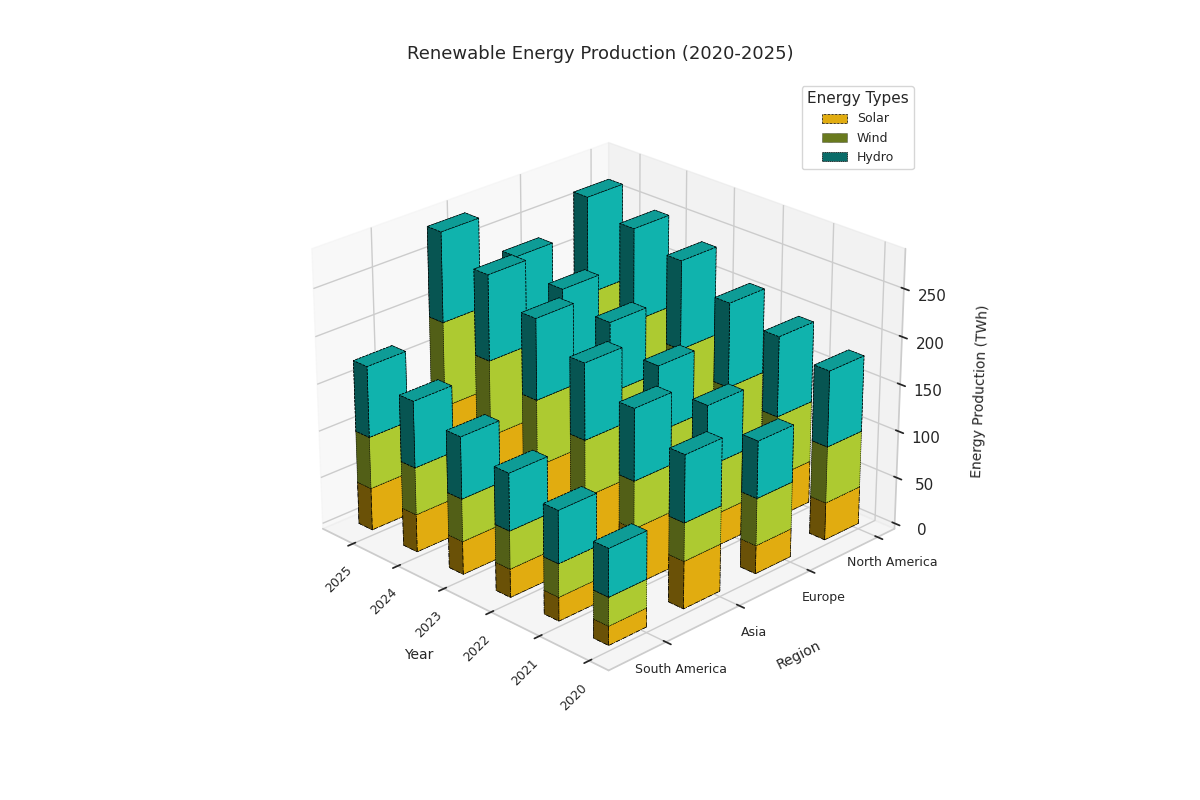 Renewable Energy Production (2020-2025)
Energy Types
Solar
Wind
Hydro
250
200
150
100
50
0
Energy Production (TWh)
North America
Europe
Asia
South America
Region
2025
2024
2023
2022
2021
2020
Year